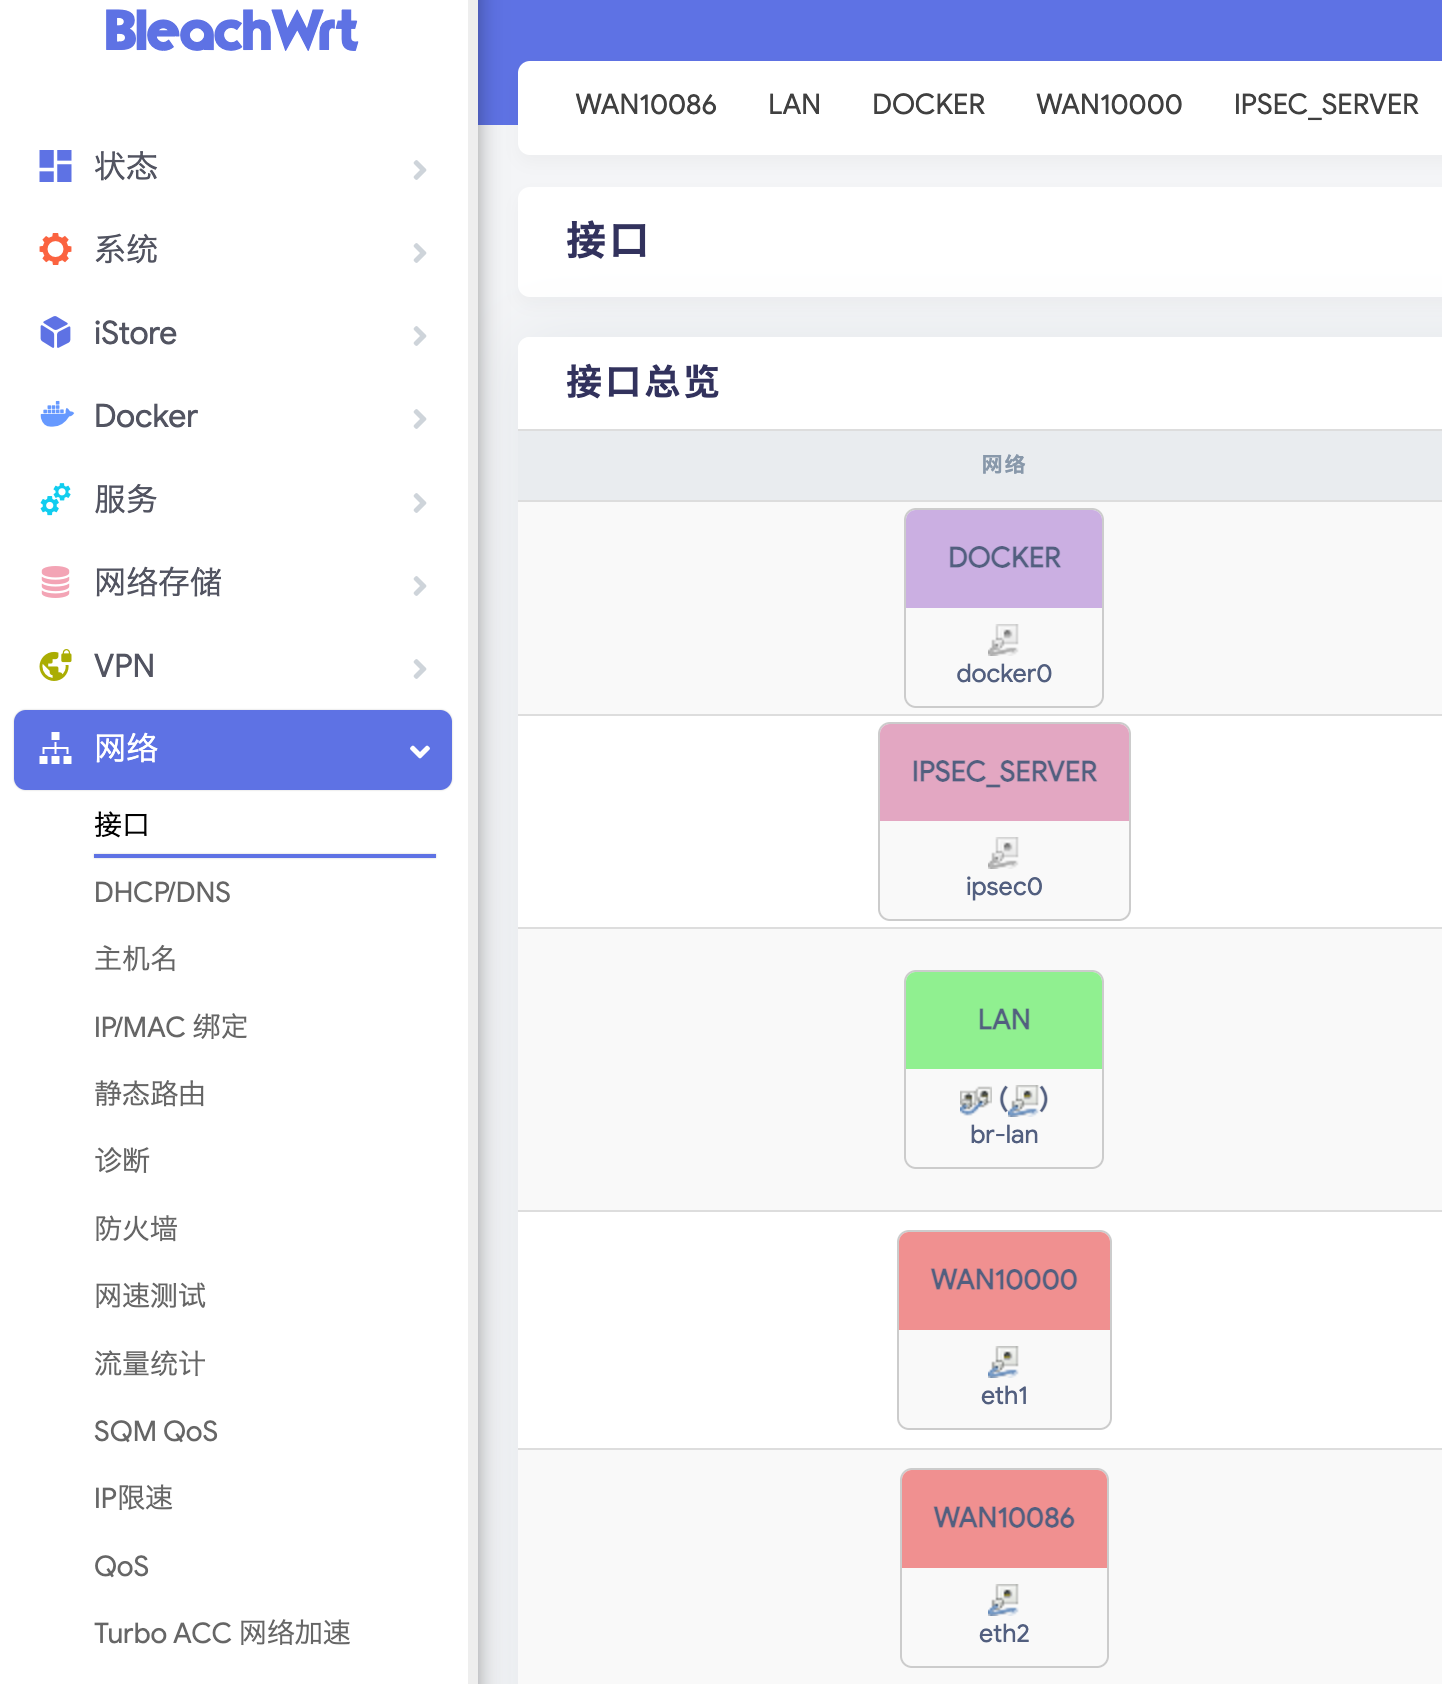 BleachWrt
状态
系统
iStore
Docker
服务
网络存储
VPN
网络
接口
DHCP/DNS
主机名
IP/MAC 绑定
静态路由
诊断
防火墙
网速测试
流量统计
SQM QoS
IP限速
QoS
Turbo ACC 网络加速
WAN10086 LAN DOCKER WAN10000 IPSEC_SERVER
接口
接口总览
网络
DOCKER
docker0
IPSEC_SERVER
ipsec0
LAN
( )
br-lan
WAN10000
eth1
WAN10086
eth2